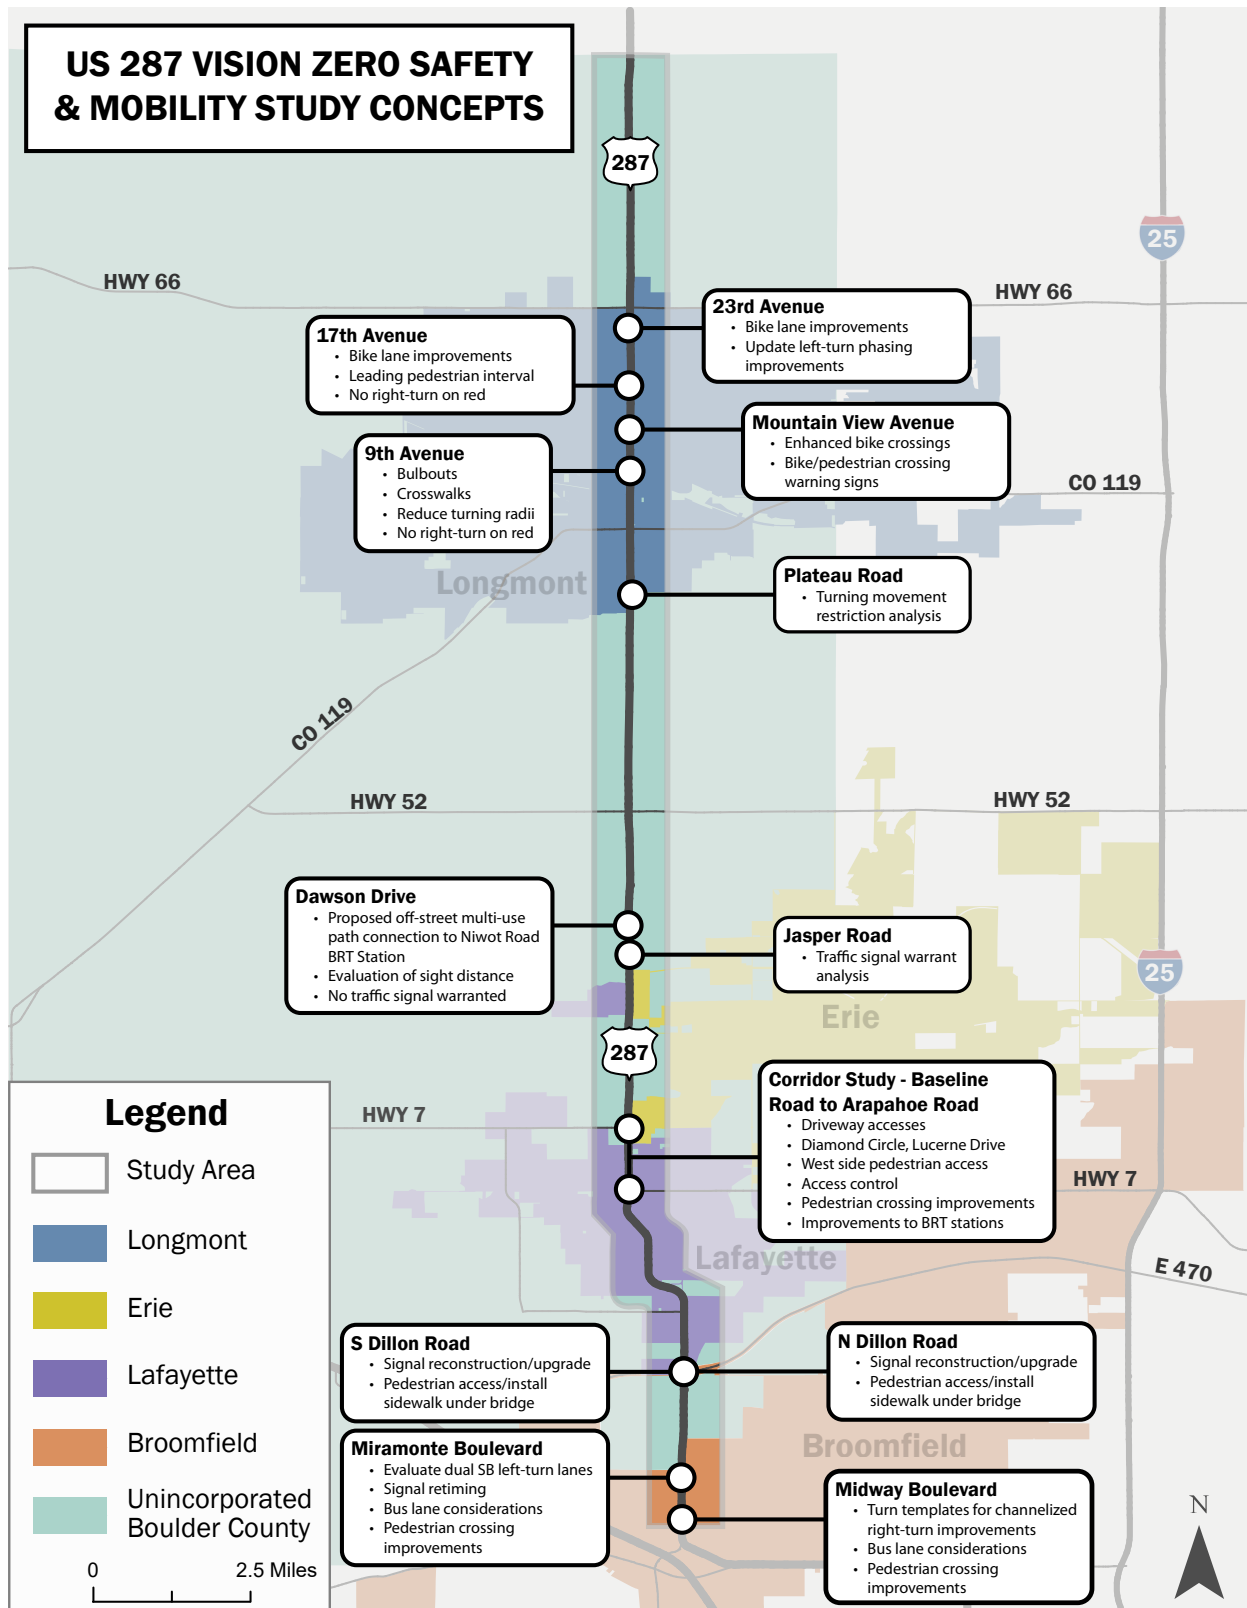 US 287 VISION ZERO SAFETY
& MOBILITY STUDY CONCEPTS
287
25
HWY 66
HWY 66
23rd Avenue
• Bike lane improvements
• Update left-turn phasing
improvements
17th Avenue
• Bike lane improvements
• Leading pedestrian interval
• No right-turn on red
Mountain View Avenue
• Enhanced bike crossings
• Bike/pedestrian crossing
warning signs
9th Avenue
• Bulbouts
• Crosswalks
• Reduce turning radii
• No right-turn on red
CO 119
Longmont
Plateau Road
• Turning movement
restriction analysis
CO 119
HWY 52
HWY 52
Dawson Drive
• Proposed off-street multi-use
path connection to Niwot Road
BRT Station
• Evaluation of sight distance
• No traffic signal warranted
Jasper Road
• Traffic signal warrant
analysis
25
Erie
287
Corridor Study - Baseline
Road to Arapahoe Road
• Driveway accesses
• Diamond Circle, Lucerne Drive
• West side pedestrian access
• Access control
• Pedestrian crossing improvements
• Improvements to BRT stations
HWY 7
HWY 7
Lafayette
E 470
S Dillon Road
• Signal reconstruction/upgrade
• Pedestrian access/install
sidewalk under bridge
N Dillon Road
• Signal reconstruction/upgrade
• Pedestrian access/install
sidewalk under bridge
Broomfield
Miramonte Boulevard
• Evaluate dual SB left-turn lanes
• Signal retiming
• Bus lane considerations
• Pedestrian crossing
improvements
Midway Boulevard
• Turn templates for channelized
right-turn improvements
• Bus lane considerations
• Pedestrian crossing
improvements
N
Legend
Study Area
Longmont
Erie
Lafayette
Broomfield
Unincorporated
Boulder County
0 2.5 Miles